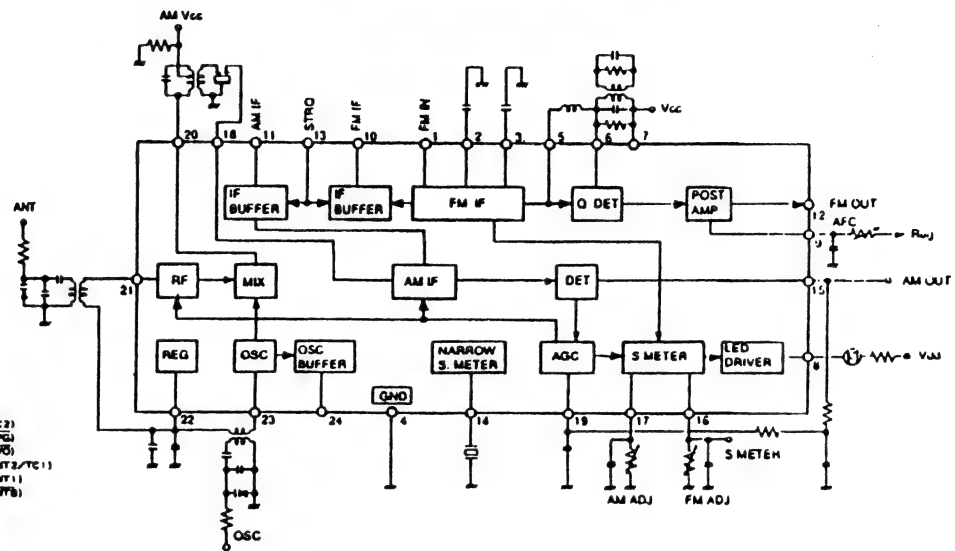 AM Vcc
20
18
AM IF
11
STRQ
13
FM IF
10
FM IN
1
2
3
5
6
7
Vcc
IF BUFFER
IF BUFFER
FM IF
Q DET
POST AMP
FM OUT
12
AFC
9
ANT
21
RF
MIX
AM IF
DET
15
AM OUT
REG
OSC
OSC BUFFER
NARROW S. METER
AGC
S METER
LED DRIVER
8
GND
22
23
24
4
14
19
17
16
S METER
AM ADJ
FM ADJ
OSC